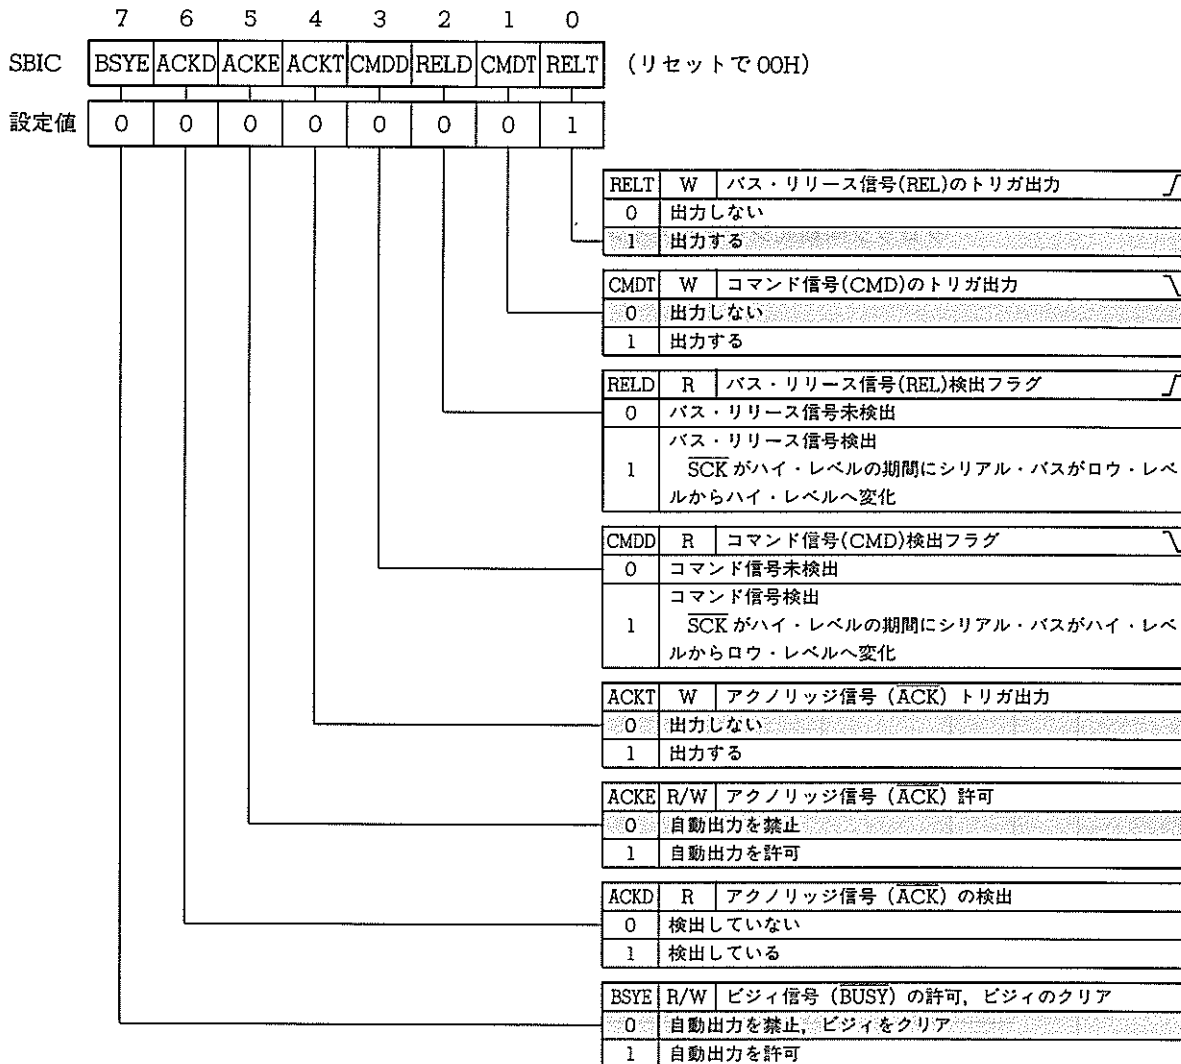 7 6 5 4 3 2 1 0
SBIC BSYE ACKD ACKE ACKT CMDD RELD CMDT RELT (リセットで 00H)
設定値 0 0 0 0 0 0 0 1
RELT W バス・リリース信号(REL)のトリガ出力
0 出力しない
1 出力する
CMDT W コマンド信号(CMD)のトリガ出力
0 出力しない
1 出力する
RELD R バス・リリース信号(REL)検出フラグ
0 バス・リリース信号未検出
バス・リリース信号検出
1 SCK がハイ・レベルの期間にシリアル・バスがロウ・レベ
ルからハイ・レベルへ変化
CMDD R コマンド信号(CMD)検出フラグ
0 コマンド信号未検出
コマンド信号検出
1 SCK がハイ・レベルの期間にシリアル・バスがハイ・レベ
ルからロウ・レベルへ変化
ACKT W アクノリッジ信号 (ACK) トリガ出力
0 出力しない
1 出力する
ACKE R/W アクノリッジ信号 (ACK) 許可
0 自動出力を禁止
1 自動出力を許可
ACKD R アクノリッジ信号 (ACK) の検出
0 検出していない
1 検出している
BSYE R/W ビジィ信号 (BUSY) の許可, ビジィのクリア
0 自動出力を禁止, ビジィをクリア
1 自動出力を許可